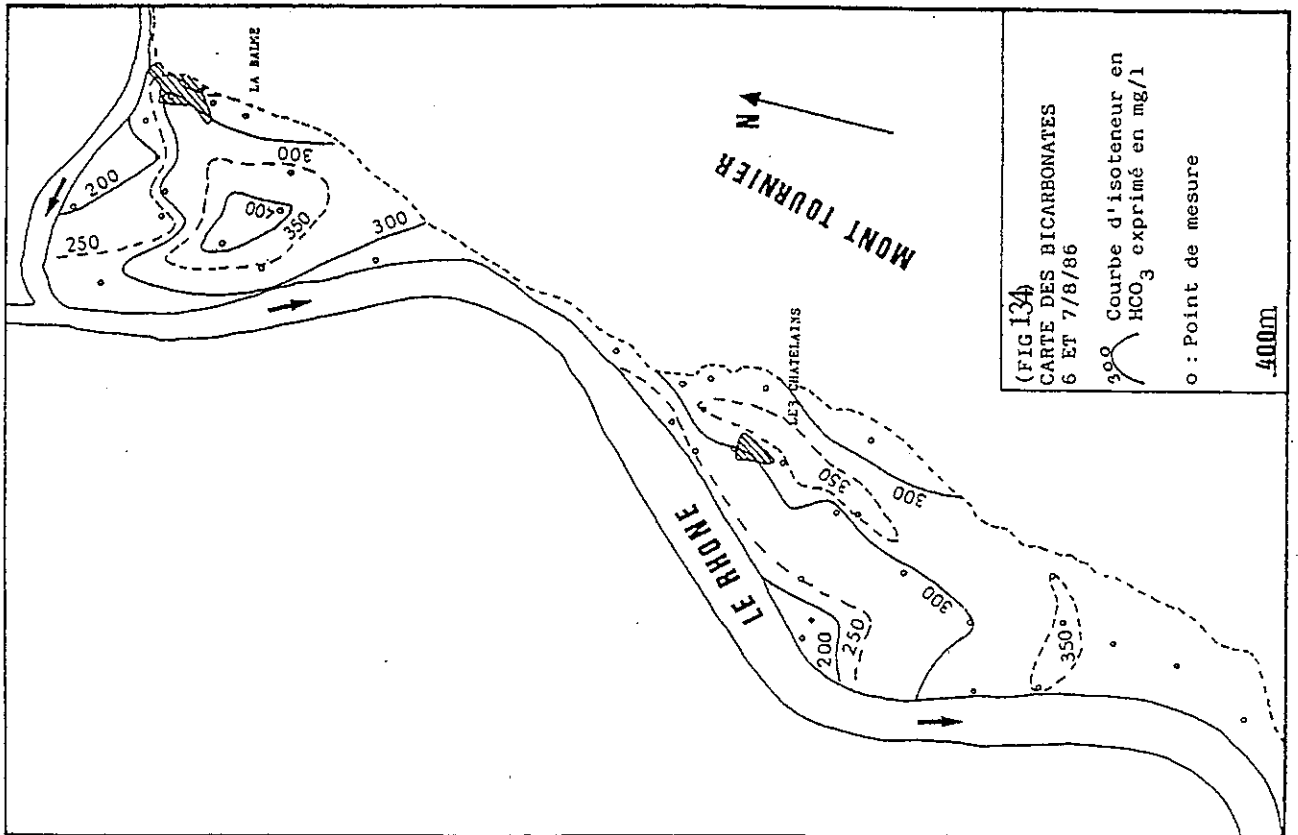 LA BALME
200
250
300
400
350
300
N
MONT TOURNIER
LES CHATELAINS
LE RHONE
350
300
300
200
250
350
(FIG 134)
CARTE DES BICARBONATES
6 ET 7/8/86
300 Courbe d'isoteneur en
HCO3 exprimé en mg/l
o : Point de mesure
400m